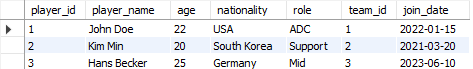 player_id player_name age nationality role team_id join_date
1 John Doe 22 USA ADC 1 2022-01-15
2 Kim Min 20 South Korea Support 2 2021-03-20
3 Hans Becker 25 Germany Mid 3 2023-06-10